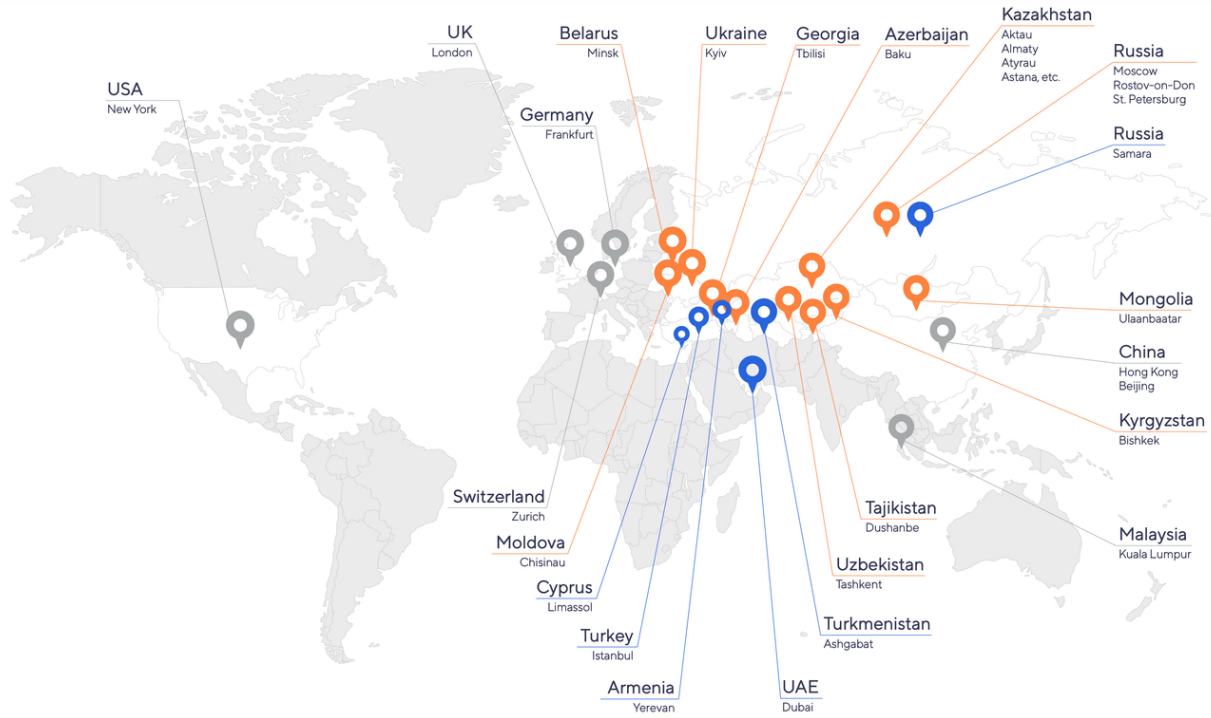 UK
London
Belarus
Minsk
Ukraine
Kyiv
Georgia
Tbilisi
Azerbaijan
Baku
Kazakhstan
Aktau
Almaty
Atyrau
Astana, etc.
Russia
Moscow
Rostov-on-Don
St. Petersburg
USA
New York
Germany
Frankfurt
Russia
Samara
Mongolia
Ulaanbaatar
China
Hong Kong
Beijing
Kyrgyzstan
Bishkek
Switzerland
Zurich
Tajikistan
Dushanbe
Malaysia
Kuala Lumpur
Moldova
Chisinau
Uzbekistan
Tashkent
Cyprus
Limassol
Turkmenistan
Ashgabat
Turkey
Istanbul
Armenia
Yerevan
UAE
Dubai